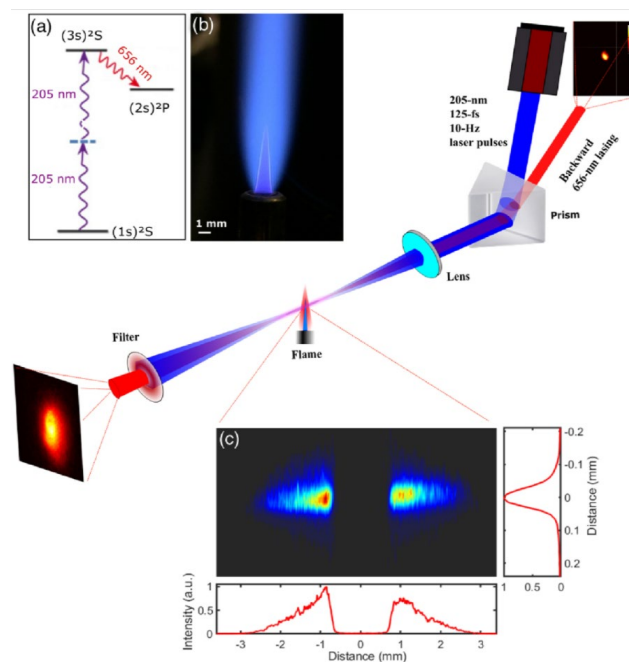 (a)
(3s)²S
656 nm
(2s)²P
205 nm
205 nm
(1s)²S
(b)
1 mm
205-nm
125-fs
10-Hz
laser pulses
Backward
656-nm lasing
Prism
Lens
Filter
Flame
(c)
-0.2
-0.1
0
0.1
0.2
Distance (mm)
1 0.5 0
1
0.5
0
Intensity (a.u.)
-3 -2 -1 0 1 2 3
Distance (mm)